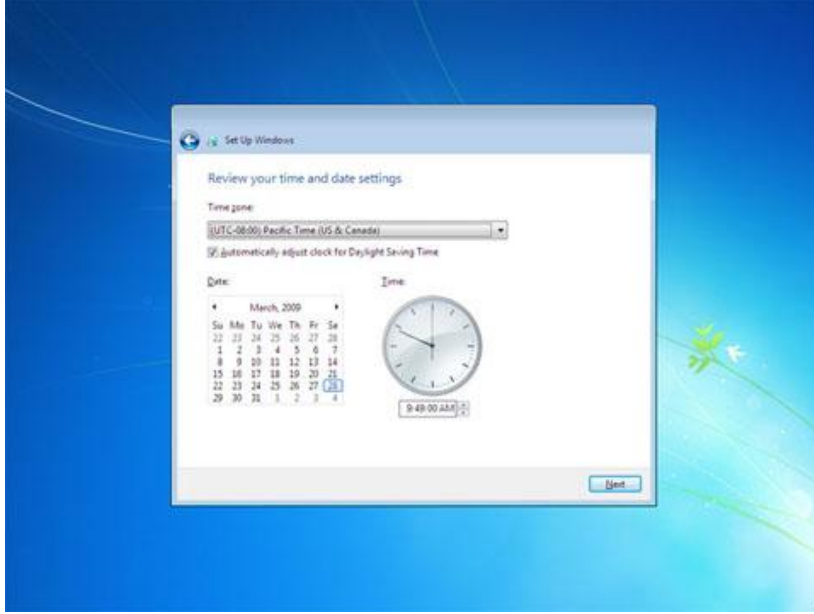 Set Up Windows
Review your time and date settings
Time zone:
(UTC-08:00) Pacific Time (US & Canada)
Automatically adjust clock for Daylight Saving Time
Date:
March, 2009
Su Mo Tu We Th Fr Sa
22 23 24 25 26 27 28
1 2 3 4 5 6 7
8 9 10 11 12 13 14
15 16 17 18 19 20 21
22 23 24 25 26 27 28
29 30 31 1 2 3 4
Time:
9:49:00 AM
Next